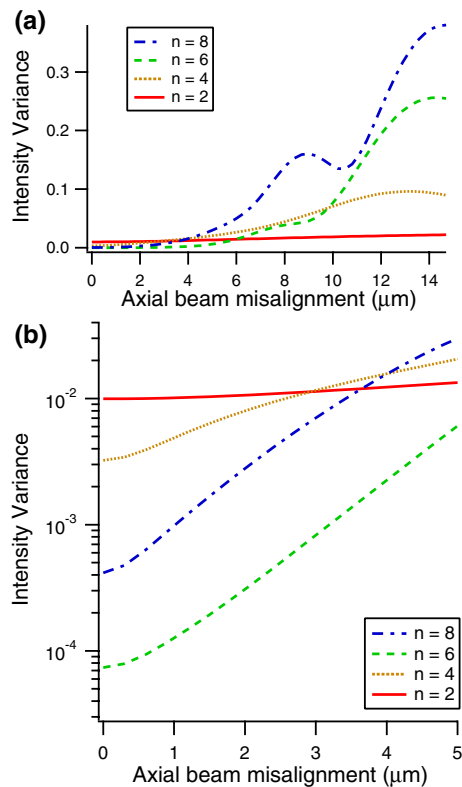 (a)
n = 8
n = 6
n = 4
n = 2
Intensity Variance
0.3
0.2
0.1
0.0
0 2 4 6 8 10 12 14
Axial beam misalignment (μm)
(b)
Intensity Variance
10⁻²
10⁻³
10⁻⁴
n = 8
n = 6
n = 4
n = 2
0 1 2 3 4 5
Axial beam misalignment (μm)